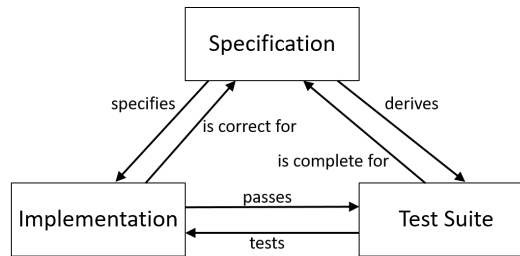 Specification
specifies
derives
is correct for
is complete for
Implementation
passes
Test Suite
tests